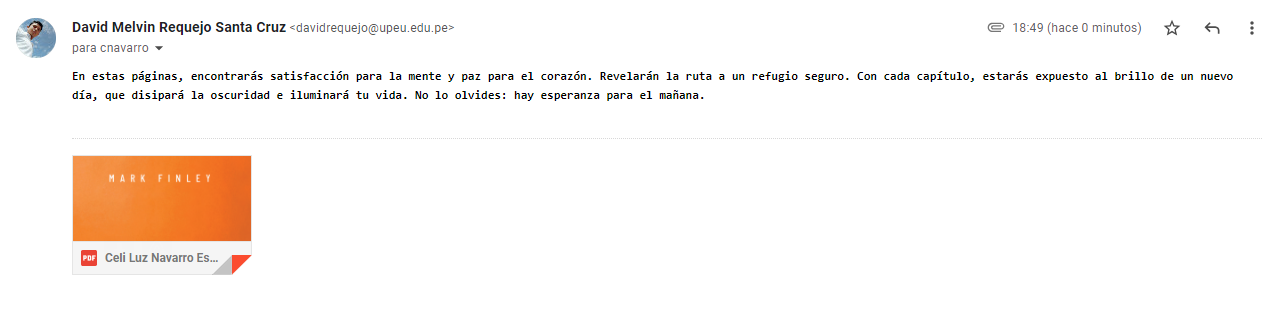 David Melvin Requejo Santa Cruz <davidrequejo@upeu.edu.pe>
18:49 (hace 0 minutos)
para cnavarro
En estas páginas, encontrarás satisfacción para la mente y paz para el corazón. Revelarán la ruta a un refugio seguro. Con cada capítulo, estarás expuesto al brillo de un nuevo
día, que disipará la oscuridad e iluminará tu vida. No lo olvides: hay esperanza para el mañana.
MARK FINLEY
PDF Celi Luz Navarro Es...